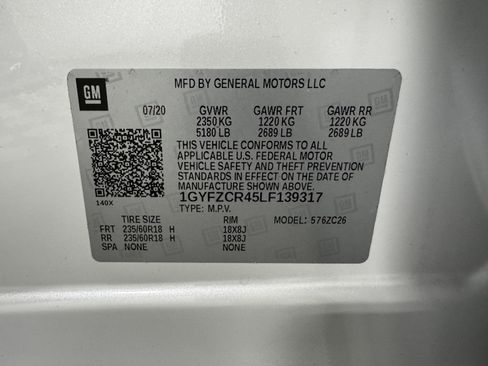 GM
MFD BY GENERAL MOTORS LLC
07/20 GVWR GAWR FRT GAWR RR
2350 KG 1220 KG 1220 KG
5180 LB 2689 LB 2689 LB
THIS VEHICLE CONFORMS TO ALL
APPLICABLE U.S. FEDERAL MOTOR
VEHICLE SAFETY AND THEFT PREVENTION
STANDARDS IN EFFECT ON THE DATE OF
MANUFACTURE SHOWN ABOVE.
140X
1GYFZCR45LF139317
TYPE: M.P.V.
TIRE SIZE RIM MODEL: 576ZC26
FRT 235/60R18 H 18X8J
RR 235/60R18 H 18X8J
SPA NONE NONE